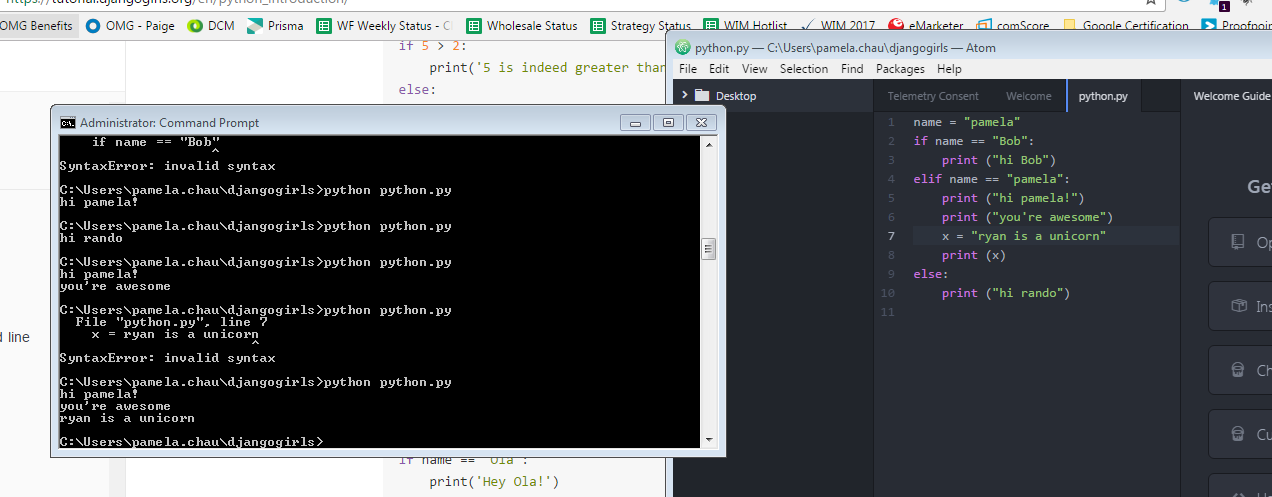 https://tutorial.djangogirls.org/en/python_introduction/
OMG Benefits OMG - Paige DCM Prisma WF Weekly Status - C Wholesale Status Strategy Status WIM Hotlist WIM 2017 eMarketer comScore Google Certification Proofpoin
1
if 5 > 2:
print('5 is indeed greater than
else:
d line
if name == 'Ola':
print('Hey Ola!')
Administrator: Command Prompt
if name == "Bob"
^
SyntaxError: invalid syntax
C:\Users\pamela.chau\djangogirls>python python.py
hi pamela!
C:\Users\pamela.chau\djangogirls>python python.py
hi rando
C:\Users\pamela.chau\djangogirls>python python.py
hi pamela!
you're awesome
C:\Users\pamela.chau\djangogirls>python python.py
File "python.py", line 7
x = ryan is a unicorn
^
SyntaxError: invalid syntax
C:\Users\pamela.chau\djangogirls>python python.py
hi pamela!
you're awesome
ryan is a unicorn
C:\Users\pamela.chau\djangogirls>
python.py — C:\Users\pamela.chau\djangogirls — Atom
File Edit View Selection Find Packages Help
Desktop
Telemetry Consent Welcome python.py Welcome Guide
1 name = "pamela"
2 if name == "Bob":
3 print ("hi Bob")
4 elif name == "pamela":
5 print ("hi pamela!")
6 print ("you're awesome")
7 x = "ryan is a unicorn"
8 print (x)
9 else:
10 print ("hi rando")
11
Ge
Op
Ins
Ch
Cu